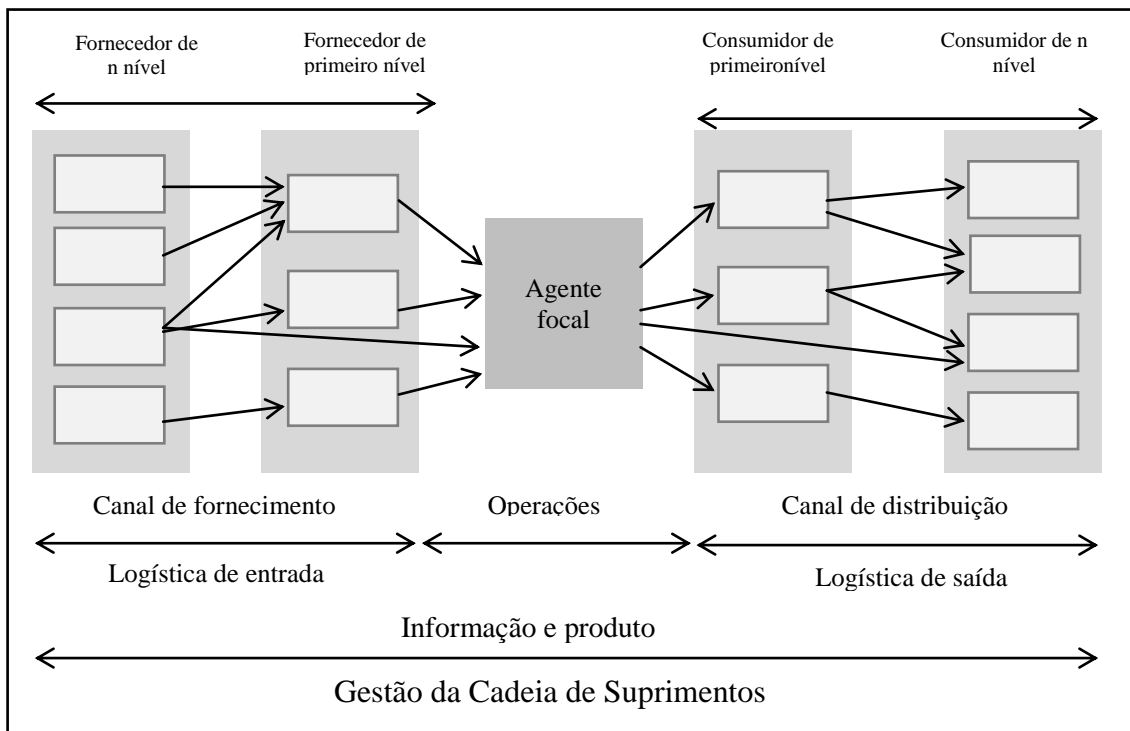 Fornecedor de
n nível
Fornecedor de
primeiro nível
Consumidor de
primeironível
Consumidor de n
nível
Agente
focal
Canal de fornecimento
Operações
Canal de distribuição
Logística de entrada
Logística de saída
Informação e produto
Gestão da Cadeia de Suprimentos